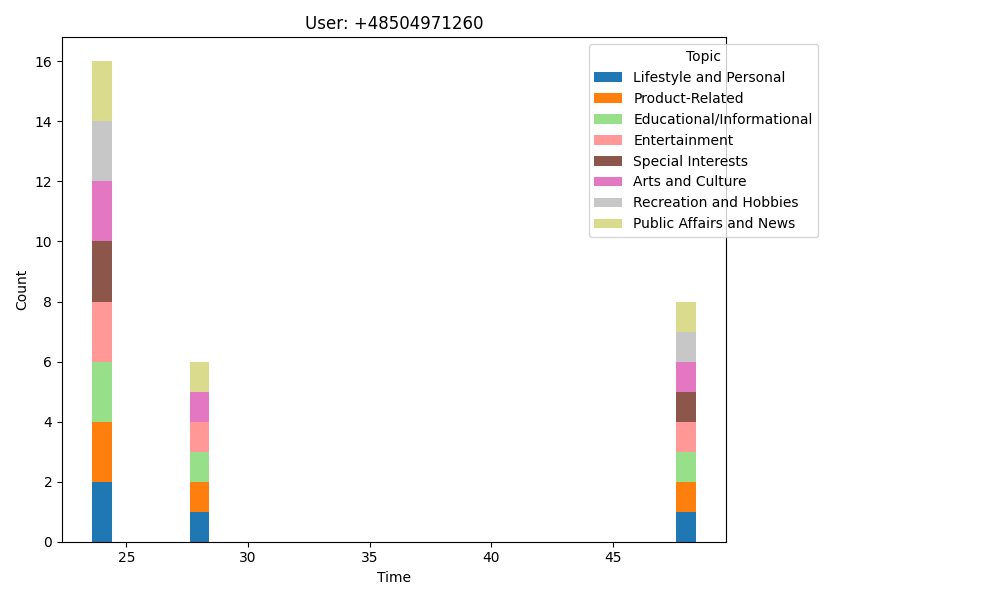 User: +48504971260
16
14
12
10
8
6
4
2
0
Count
25
30
35
40
45
Time
Topic
Lifestyle and Personal
Product-Related
Educational/Informational
Entertainment
Special Interests
Arts and Culture
Recreation and Hobbies
Public Affairs and News